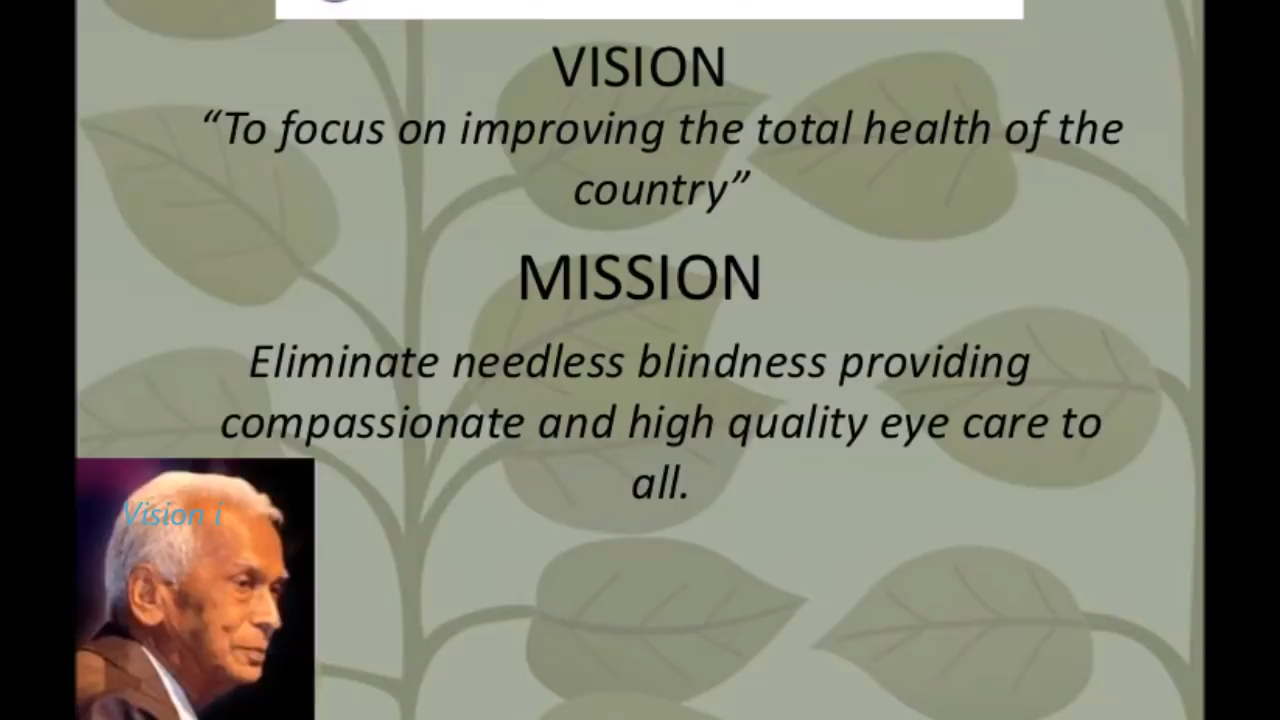 VISION
“To focus on improving the total health of the
country”
MISSION
Eliminate needless blindness providing
compassionate and high quality eye care to
all.
Vision i